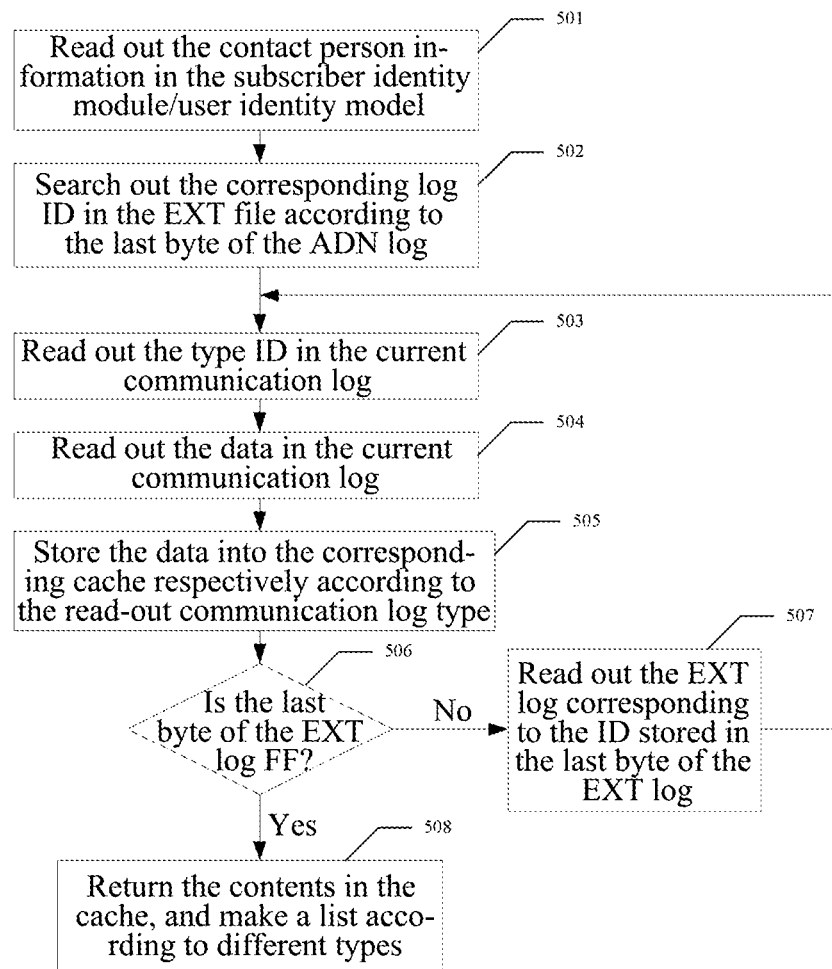 501
Read out the contact person in-
formation in the subscriber identity
module/user identity model
502
Search out the corresponding log
ID in the EXT file according to
the last byte of the ADN log
503
Read out the type ID in the current
communication log
504
Read out the data in the current
communication log
505
Store the data into the correspond-
ing cache respectively according to
the read-out communication log type
506
Is the last
byte of the EXT
log FF?
No
507
Read out the EXT
log corresponding
to the ID stored in
the last byte of the
EXT log
Yes
508
Return the contents in the
cache, and make a list acco-
rding to different types